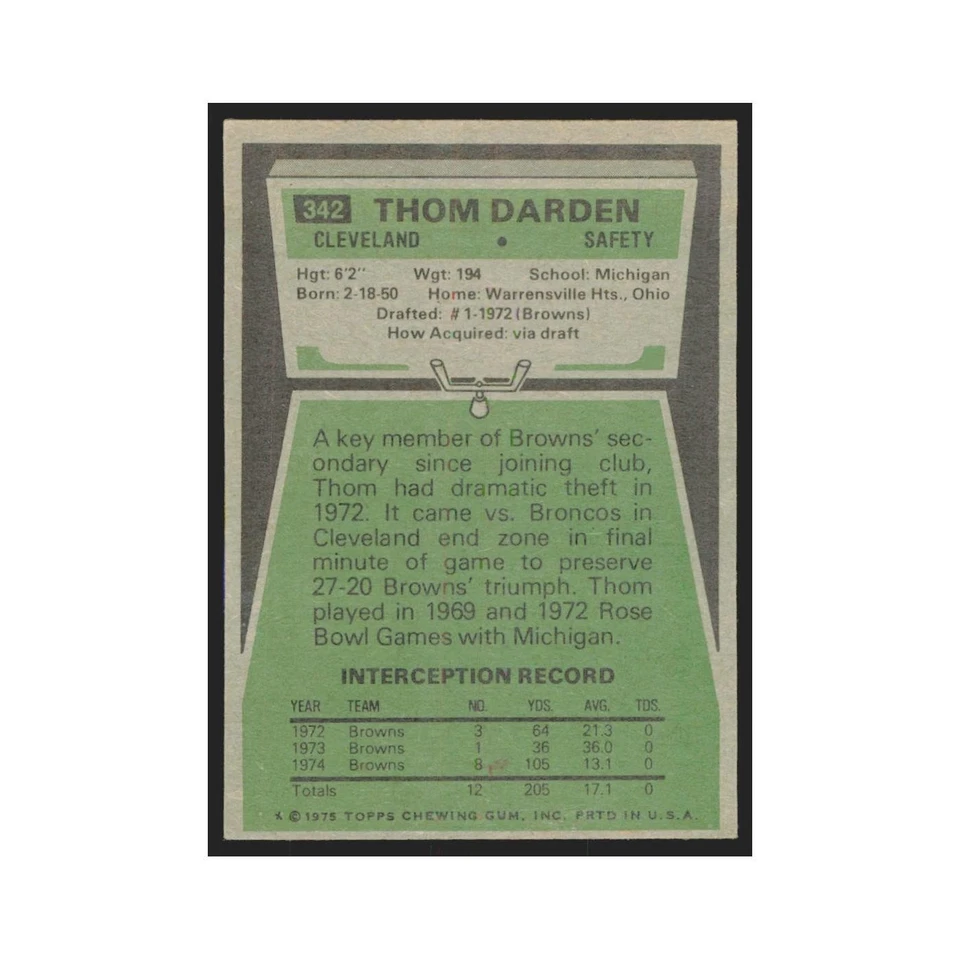 342 THOM DARDEN
CLEVELAND • SAFETY
Hgt: 6'2" Wgt: 194 School: Michigan
Born: 2-18-50 Home: Warrensville Hts., Ohio
Drafted: #1-1972 (Browns)
How Acquired: via draft
A key member of Browns' sec-
ondary since joining club,
Thom had dramatic theft in
1972. It came vs. Broncos in
Cleveland end zone in final
minute of game to preserve
27-20 Browns' triumph. Thom
played in 1969 and 1972 Rose
Bowl Games with Michigan.
INTERCEPTION RECORD
YEAR TEAM NO. YDS. AVG. TDS.
1972 Browns 3 64 21.3 0
1973 Browns 1 36 36.0 0
1974 Browns 8 105 13.1 0
Totals 12 205 17.1 0
* © 1975 TOPPS CHEWING GUM, INC. PRTD IN U.S.A.